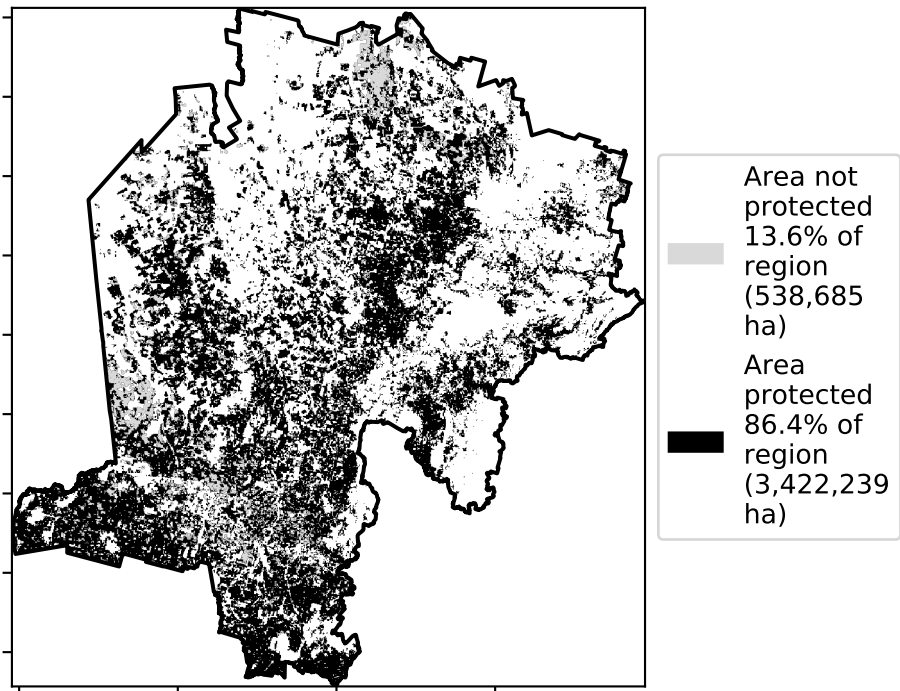 Area not
protected
13.6% of
region
(538,685
ha)
Area
protected
86.4% of
region
(3,422,239
ha)